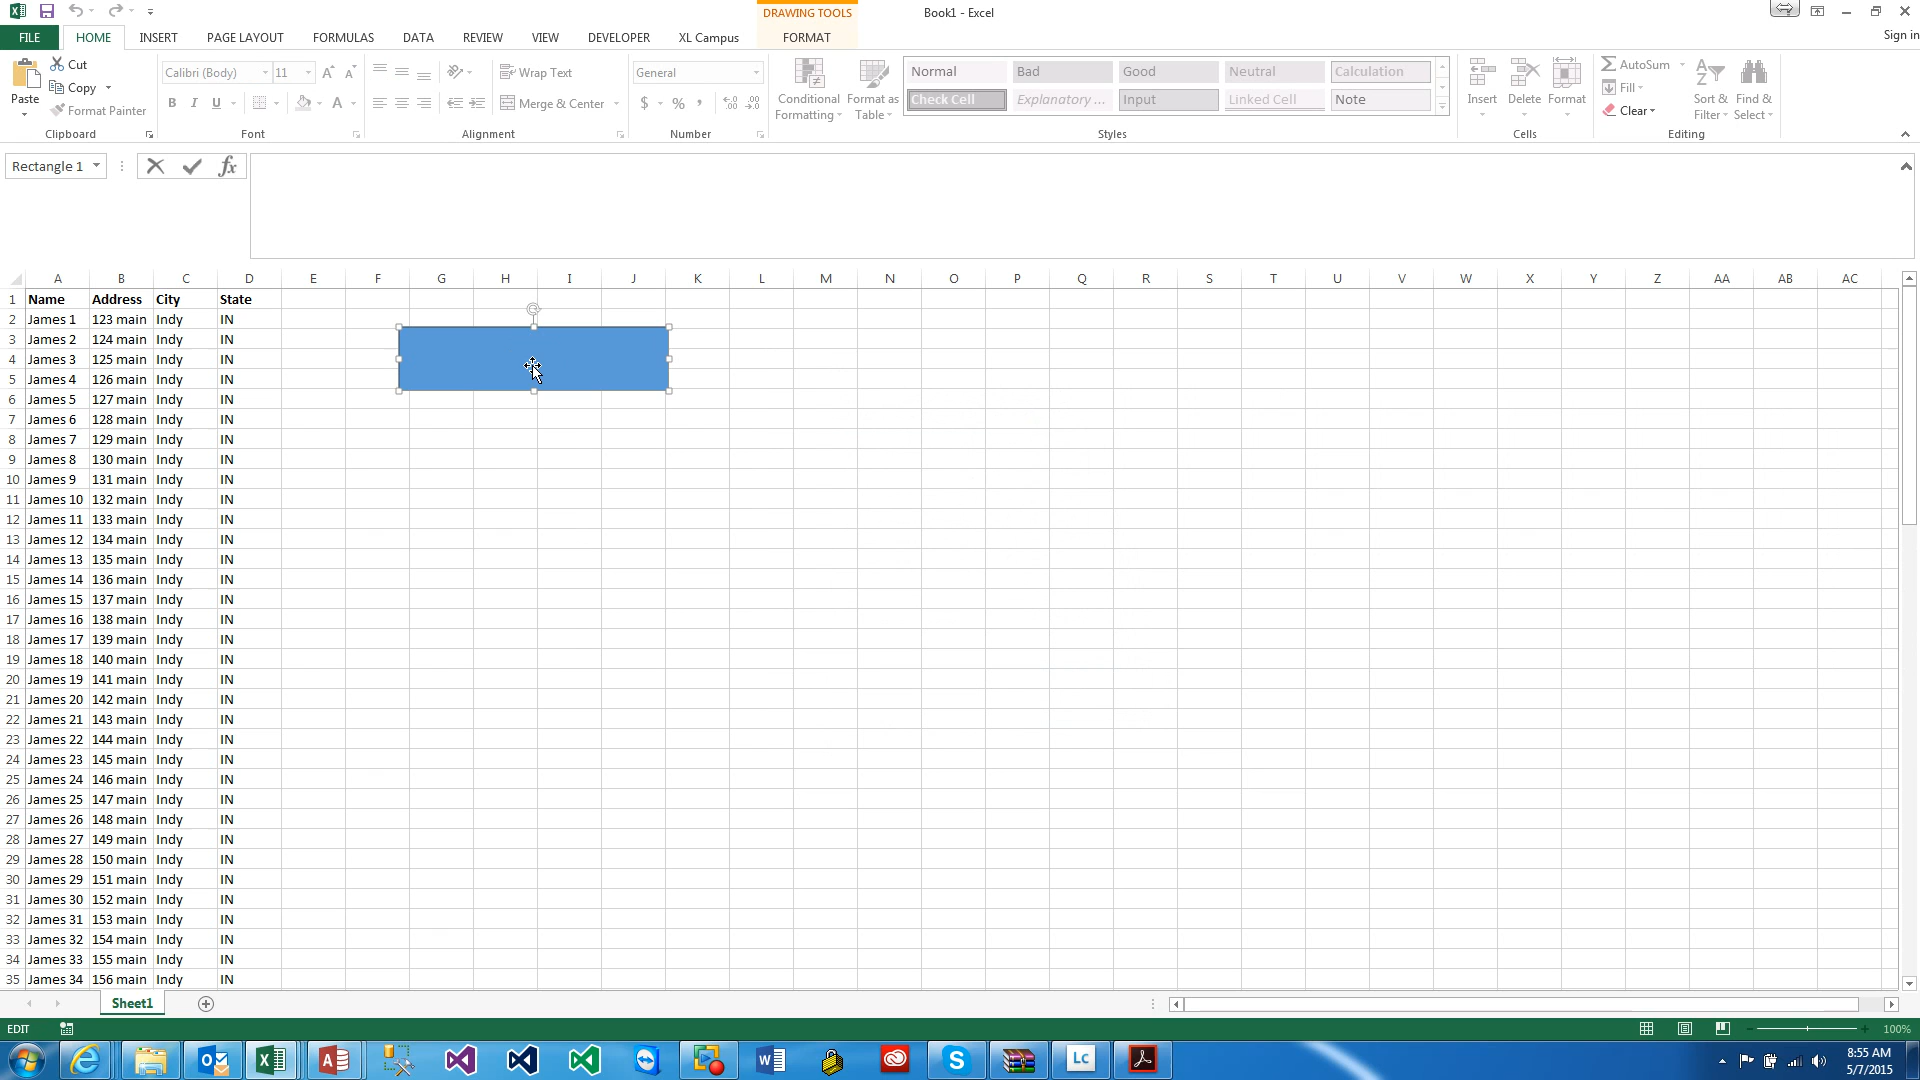 DRAWING TOOLS
Book1 - Excel
FILE HOME INSERT PAGE LAYOUT FORMULAS DATA REVIEW VIEW DEVELOPER XL Campus FORMAT Sign in
Cut
Copy
Format Painter
Paste
Clipboard
Calibri (Body) 11
B I U
Font
Wrap Text
Merge & Center
Alignment
General
$ %
Number
Conditional Formatting
Format as Table
Normal Bad Good Neutral Calculation
Check Cell Explanatory ... Input Linked Cell Note
Styles
Insert Delete Format
Cells
AutoSum
Fill
Clear
Sort & Filter
Find & Select
Editing
Rectangle 1 fx
A B C D E F G H I J K L M N O P Q R S T U V W X Y Z AA AB AC
1 Name Address City State
2 James 1 123 main Indy IN
3 James 2 124 main Indy IN
4 James 3 125 main Indy IN
5 James 4 126 main Indy IN
6 James 5 127 main Indy IN
7 James 6 128 main Indy IN
8 James 7 129 main Indy IN
9 James 8 130 main Indy IN
10 James 9 131 main Indy IN
11 James 10 132 main Indy IN
12 James 11 133 main Indy IN
13 James 12 134 main Indy IN
14 James 13 135 main Indy IN
15 James 14 136 main Indy IN
16 James 15 137 main Indy IN
17 James 16 138 main Indy IN
18 James 17 139 main Indy IN
19 James 18 140 main Indy IN
20 James 19 141 main Indy IN
21 James 20 142 main Indy IN
22 James 21 143 main Indy IN
23 James 22 144 main Indy IN
24 James 23 145 main Indy IN
25 James 24 146 main Indy IN
26 James 25 147 main Indy IN
27 James 26 148 main Indy IN
28 James 27 149 main Indy IN
29 James 28 150 main Indy IN
30 James 29 151 main Indy IN
31 James 30 152 main Indy IN
32 James 31 153 main Indy IN
33 James 32 154 main Indy IN
34 James 33 155 main Indy IN
35 James 34 156 main Indy IN
Sheet1
EDIT
100%
Lc
8:55 AM
5/7/2015